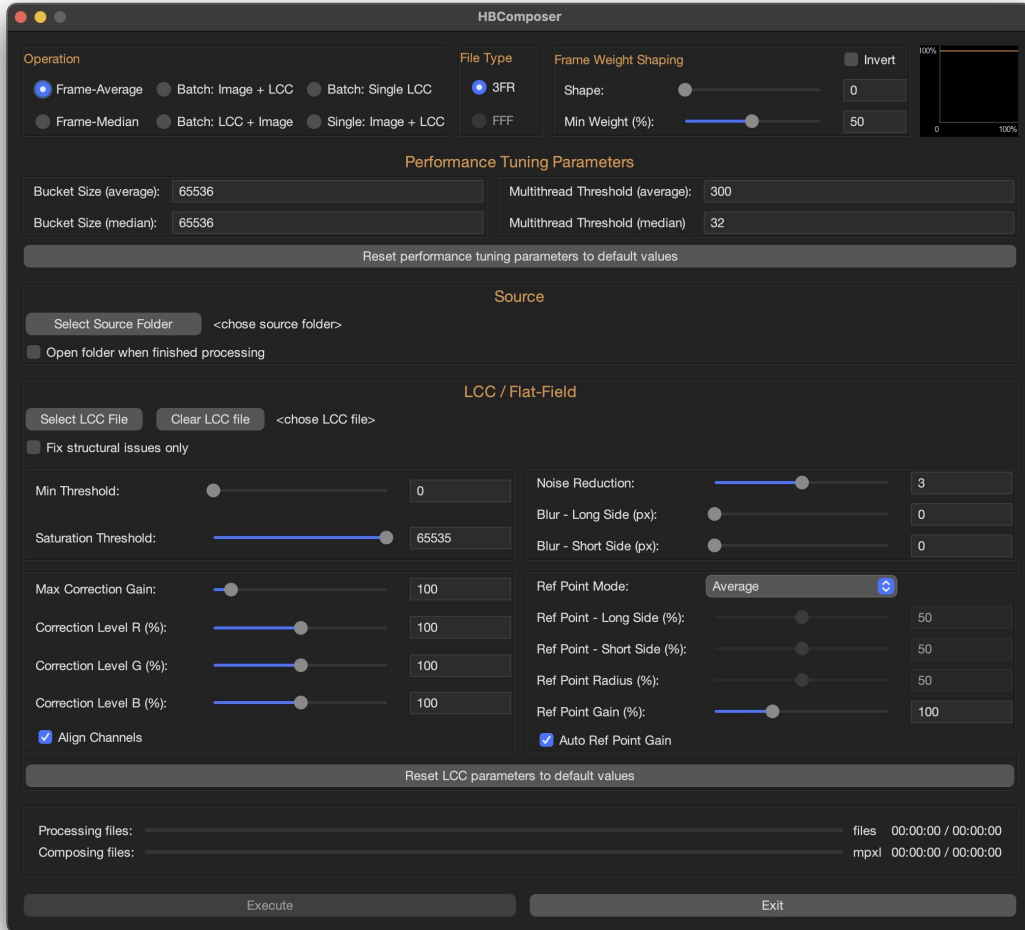 HBComposer
Operation
Frame-Average
Batch: Image + LCC
Batch: Single LCC
Frame-Median
Batch: LCC + Image
Single: Image + LCC
File Type
3FR
FFF
Frame Weight Shaping
Invert
Shape:
0
Min Weight (%):
50
100%
0
100%
Performance Tuning Parameters
Bucket Size (average):
65536
Multithread Threshold (average):
300
Bucket Size (median):
65536
Multithread Threshold (median)
32
Reset performance tuning parameters to default values
Source
Select Source Folder
<chose source folder>
Open folder when finished processing
LCC / Flat-Field
Select LCC File
Clear LCC file
<chose LCC file>
Fix structural issues only
Min Threshold:
0
Saturation Threshold:
65535
Noise Reduction:
3
Blur - Long Side (px):
0
Blur - Short Side (px):
0
Max Correction Gain:
100
Correction Level R (%):
100
Correction Level G (%):
100
Correction Level B (%):
100
Align Channels
Ref Point Mode:
Average
Ref Point - Long Side (%):
50
Ref Point - Short Side (%):
50
Ref Point Radius (%):
50
Ref Point Gain (%):
100
Auto Ref Point Gain
Reset LCC parameters to default values
Processing files:
files
00:00:00 / 00:00:00
Composing files:
mpxl
00:00:00 / 00:00:00
Execute
Exit